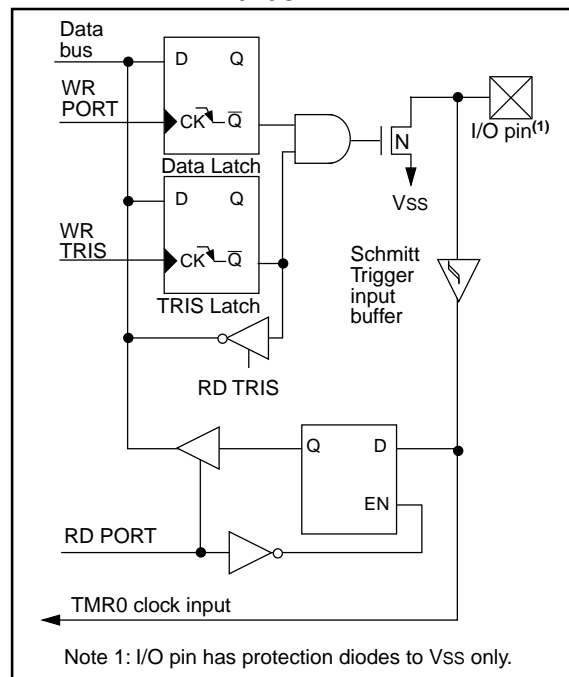 Data
bus
D Q
WR
PORT
CK Q
Data Latch
N
I/O pin(1)
VSS
D Q
WR
TRIS
CK Q
TRIS Latch
Schmitt
Trigger
input
buffer
RD TRIS
Q D
EN
RD PORT
TMR0 clock input
Note 1: I/O pin has protection diodes to VSS only.